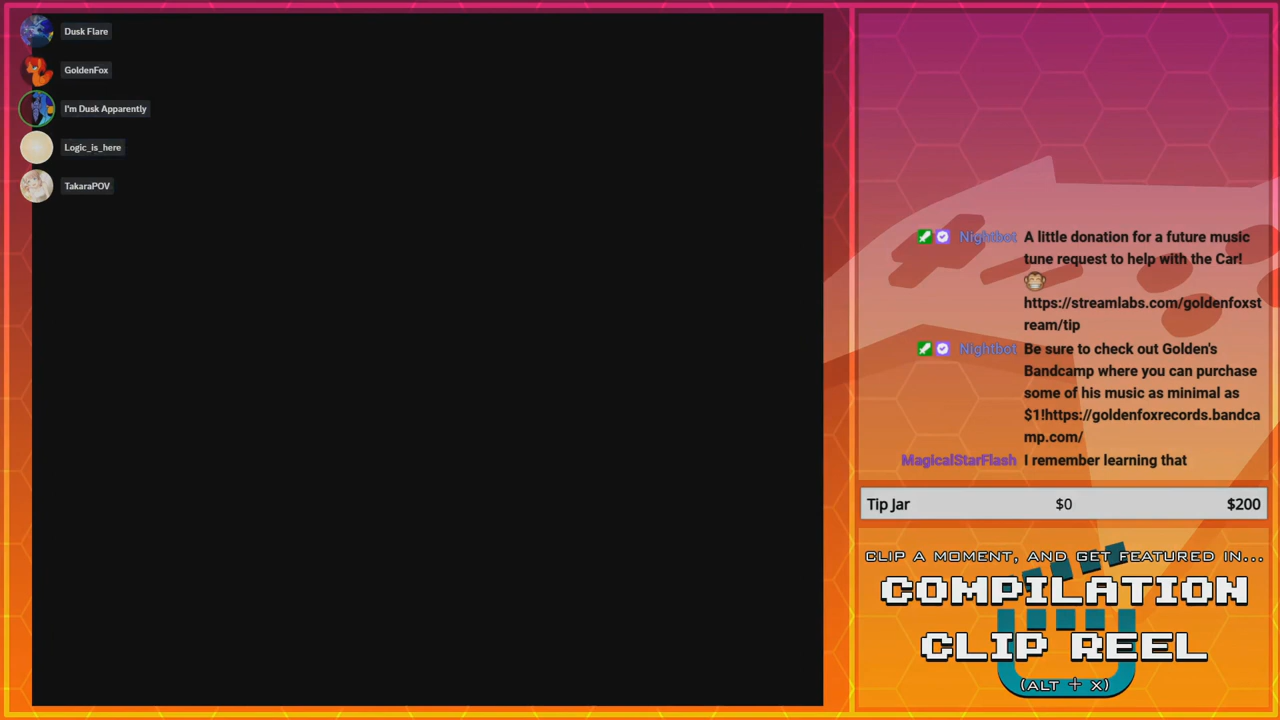 Dusk Flare
GoldenFox
I'm Dusk Apparently
Logic_is_here
TakaraPOV
Nightbot A little donation for a future music
tune request to help with the Car!
https://streamlabs.com/goldenfoxst
ream/tip
Nightbot Be sure to check out Golden's
Bandcamp where you can purchase
some of his music as minimal as
$1!https://goldenfoxrecords.bandca
mp.com/
MagicalStarFlash I remember learning that
Tip Jar $0 $200
CLIP A MOMENT, AND GET FEATURED IN...
COMPILATION
CLIP REEL
(ALT + X)